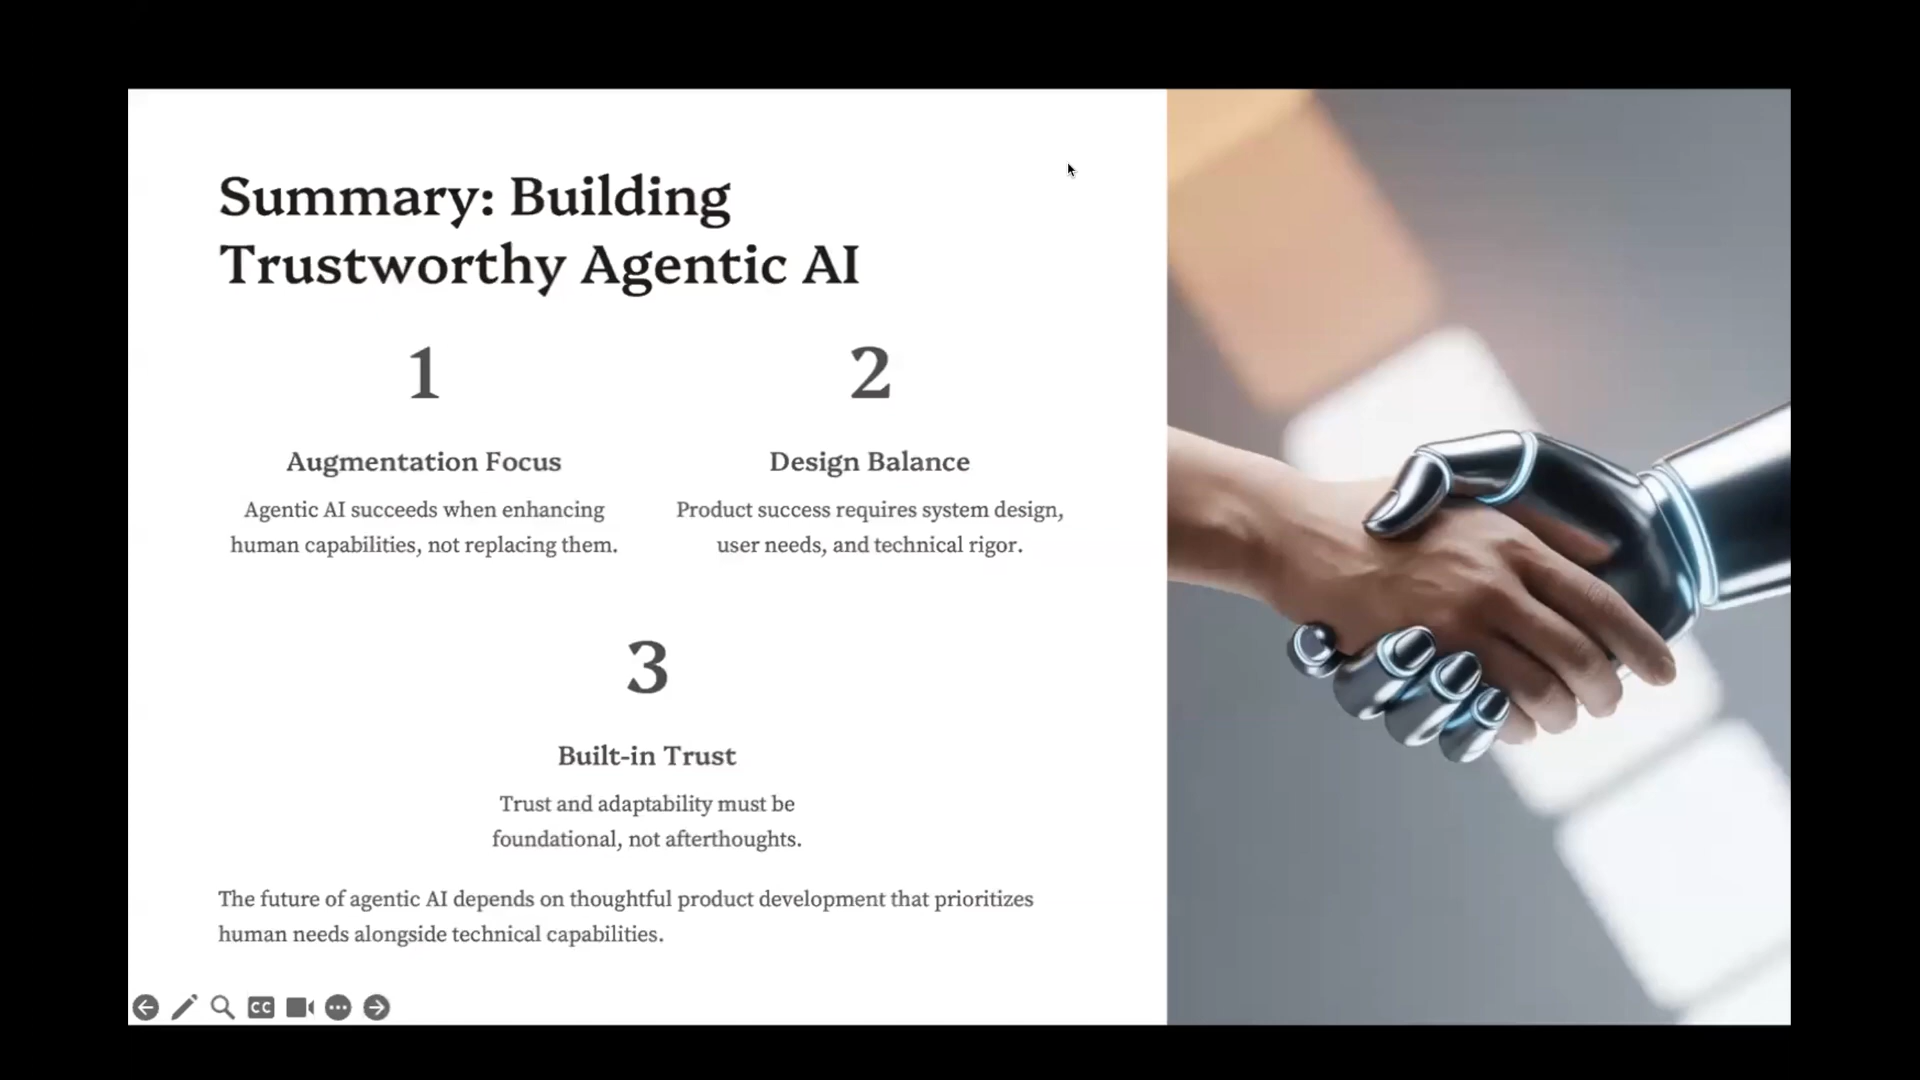 Summary: Building
Trustworthy Agentic AI
1
Augmentation Focus
Agentic AI succeeds when enhancing
human capabilities, not replacing them.
2
Design Balance
Product success requires system design,
user needs, and technical rigor.
3
Built-in Trust
Trust and adaptability must be
foundational, not afterthoughts.
The future of agentic AI depends on thoughtful product development that prioritizes
human needs alongside technical capabilities.
CC